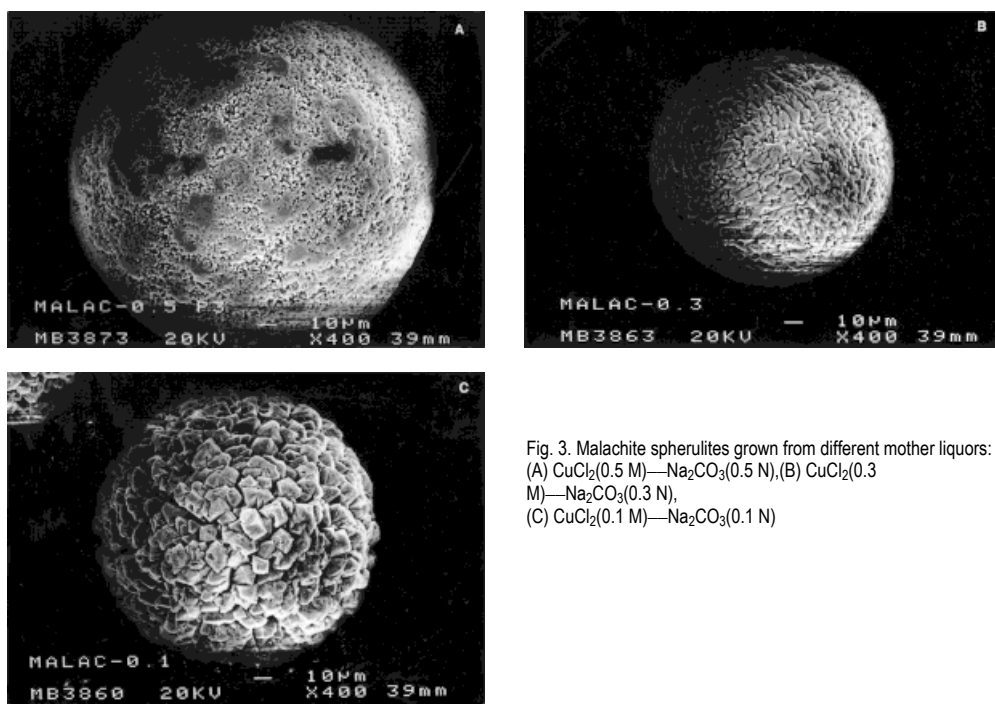 A
MALAC-0.5 P3
10µm
MB3873 20KV X400 39mm
B
MALAC-0.3
10µm
MB3863 20KV X400 39mm
C
MALAC-0.1
10µm
MB3860 20KV X400 39mm
Fig. 3. Malachite spherulites grown from different mother liquors:
(A) CuCl₂(0.5 M)—Na₂CO₃(0.5 N),(B) CuCl₂(0.3
M)—Na₂CO₃(0.3 N),
(C) CuCl₂(0.1 M)—Na₂CO₃(0.1 N)